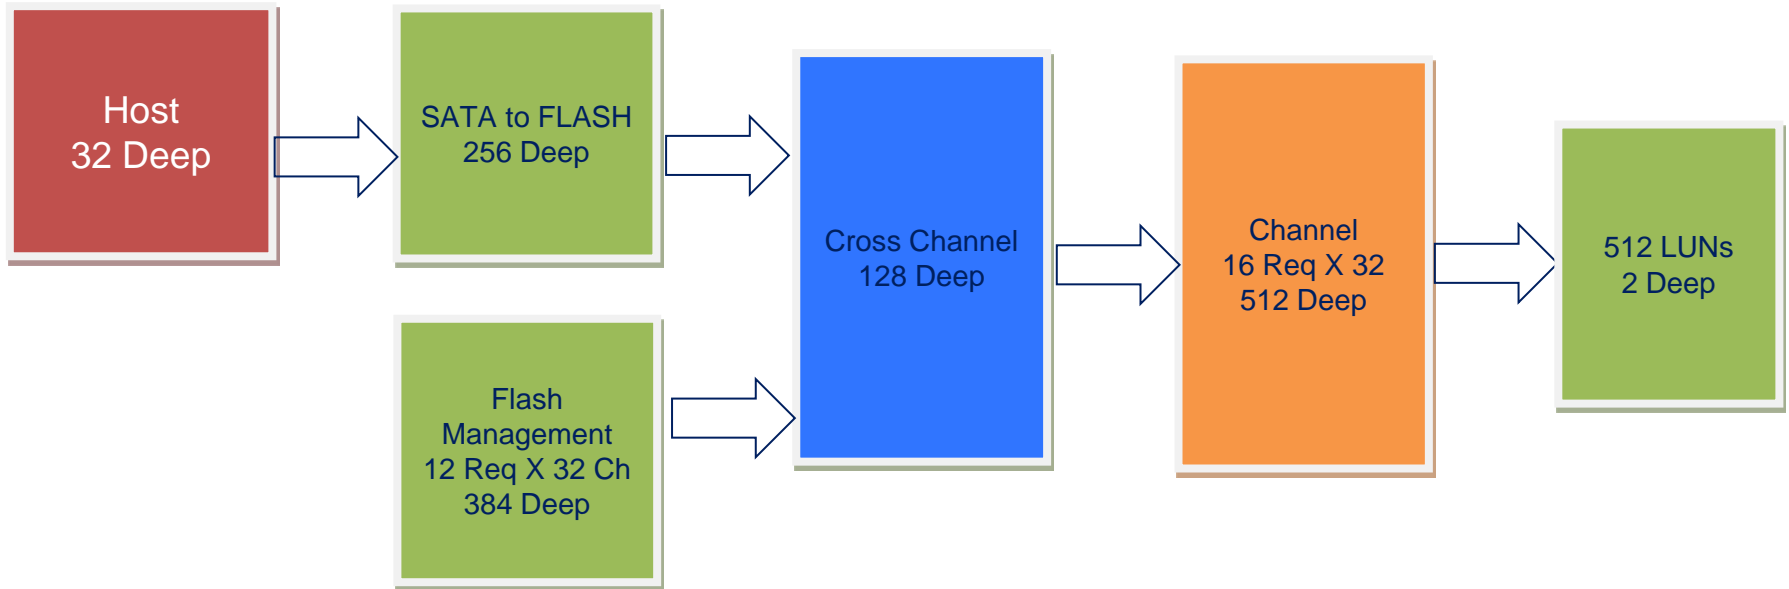 Host
32 Deep
SATA to FLASH
256 Deep
Flash
Management
12 Req X 32 Ch
384 Deep
Cross Channel
128 Deep
Channel
16 Req X 32
512 Deep
512 LUNs
2 Deep